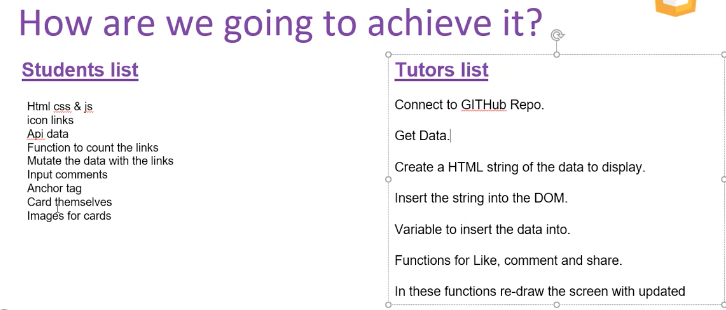 How are we going to achieve it?
Students list
Html css & js
icon links
Api data
Function to count the links
Mutate the data with the links
Input comments
Anchor tag
Card themselves
Images for cards
Tutors list
Connect to GITHub Repo.
Get Data.
Create a HTML string of the data to display.
Insert the string into the DOM.
Variable to insert the data into.
Functions for Like, comment and share.
In these functions re-draw the screen with updated